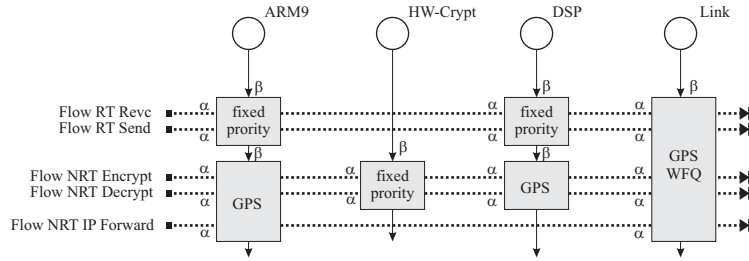 ARM9 HW-Crypt DSP Link
β β
Flow RT Revc α fixed α fixed α
Flow RT Send α prority α prority α
β β β
Flow NRT Encrypt α α fixed α α GPS
Flow NRT Decrypt α GPS α prority α GPS α WFQ
Flow NRT IP Forward α α